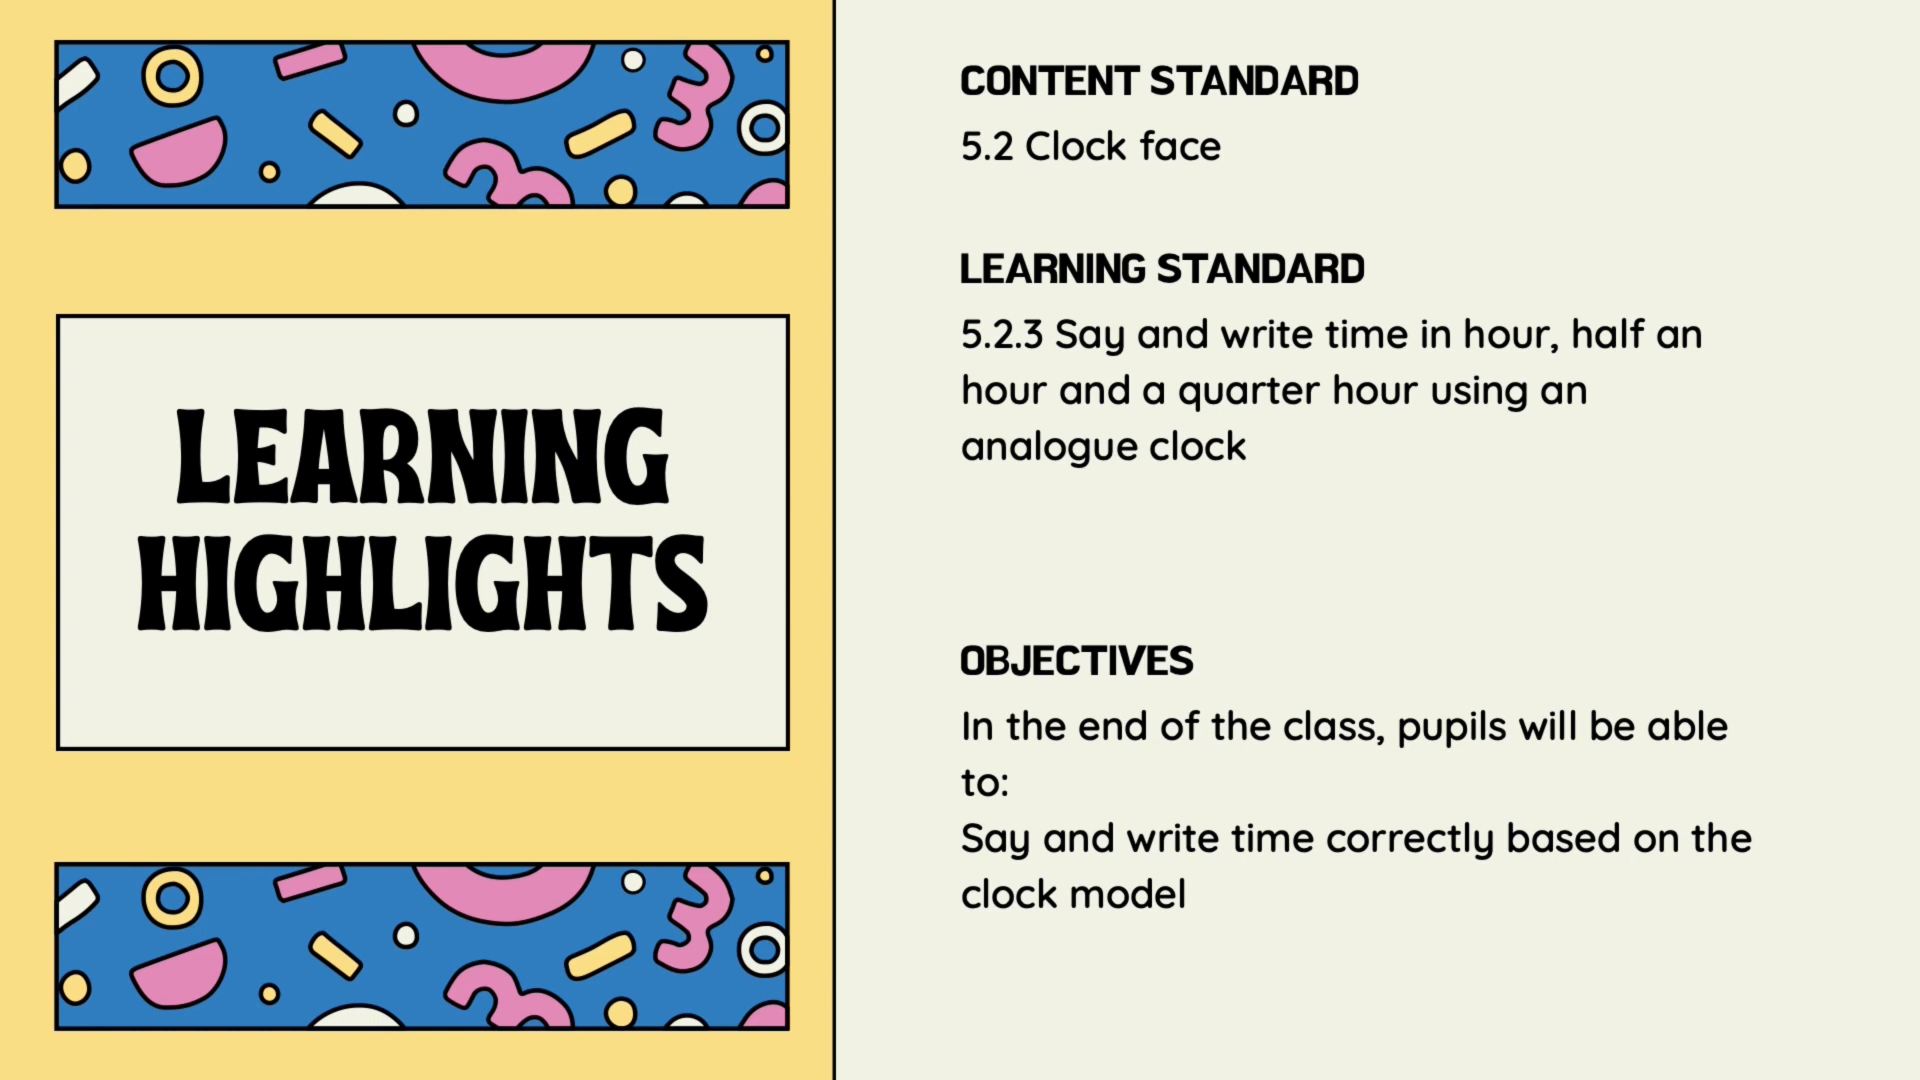 LEARNING
HIGHLIGHTS
CONTENT STANDARD
5.2 Clock face
LEARNING STANDARD
5.2.3 Say and write time in hour, half an
hour and a quarter hour using an
analogue clock
OBJECTIVES
In the end of the class, pupils will be able
to:
Say and write time correctly based on the
clock model